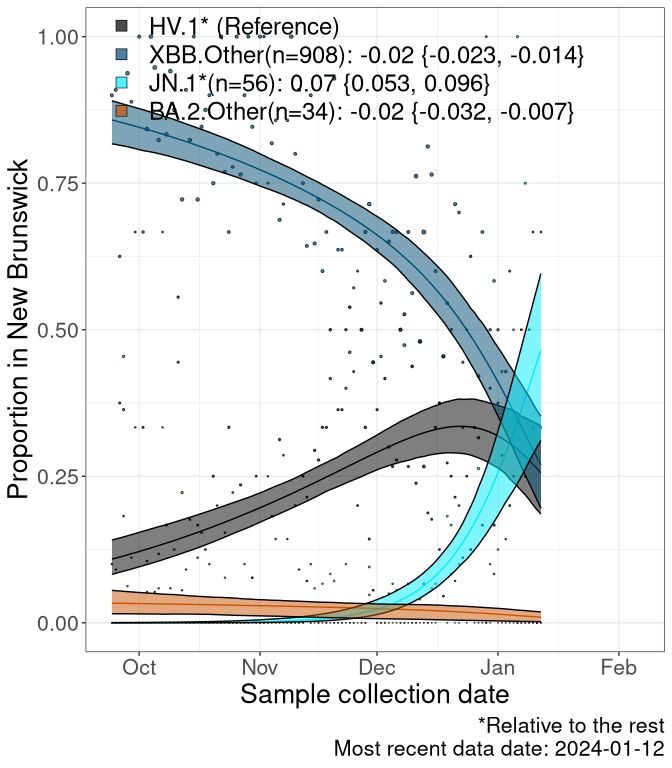 HV.1* (Reference)
XBB.Other(n=908): -0.02 {-0.023, -0.014}
JN.1*(n=56): 0.07 {0.053, 0.096}
BA.2.Other(n=34): -0.02 {-0.032, -0.007}
1.00
0.75
0.50
0.25
0.00
Proportion in New Brunswick
Oct Nov Dec Jan Feb
Sample collection date
*Relative to the rest
Most recent data date: 2024-01-12